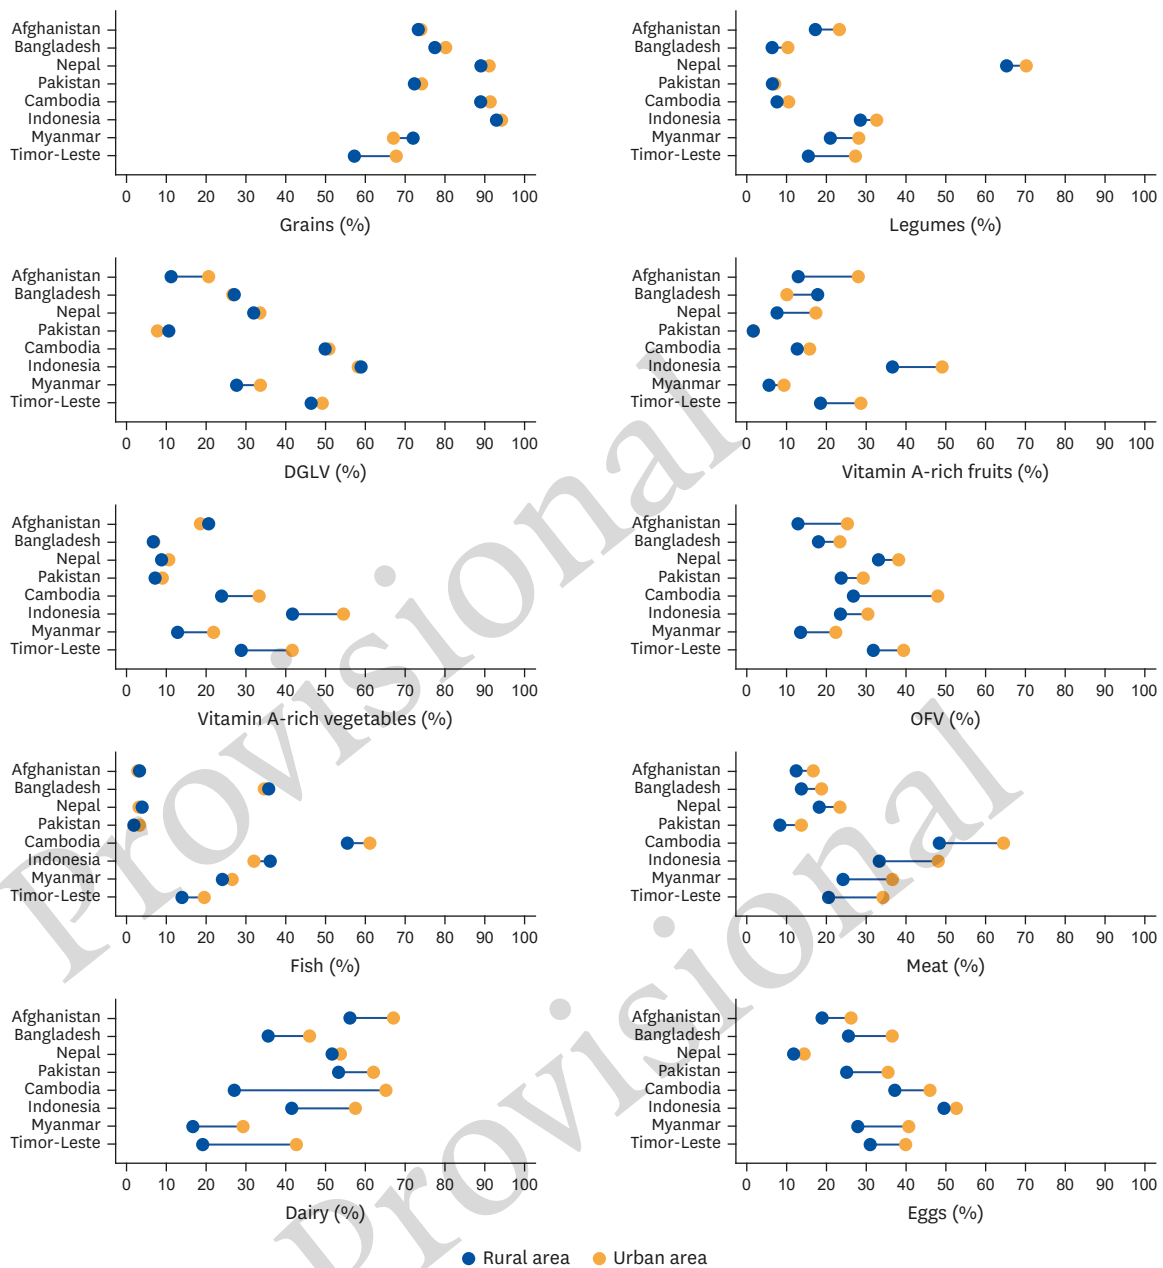 Afghanistan
Bangladesh
Nepal
Pakistan
Cambodia
Indonesia
Myanmar
Timor-Leste
0 10 20 30 40 50 60 70 80 90 100
Grains (%)
Afghanistan
Bangladesh
Nepal
Pakistan
Cambodia
Indonesia
Myanmar
Timor-Leste
0 10 20 30 40 50 60 70 80 90 100
Legumes (%)
Afghanistan
Bangladesh
Nepal
Pakistan
Cambodia
Indonesia
Myanmar
Timor-Leste
0 10 20 30 40 50 60 70 80 90 100
DGLV (%)
Afghanistan
Bangladesh
Nepal
Pakistan
Cambodia
Indonesia
Myanmar
Timor-Leste
0 10 20 30 40 50 60 70 80 90 100
Vitamin A-rich fruits (%)
Afghanistan
Bangladesh
Nepal
Pakistan
Cambodia
Indonesia
Myanmar
Timor-Leste
0 10 20 30 40 50 60 70 80 90 100
Vitamin A-rich vegetables (%)
Afghanistan
Bangladesh
Nepal
Pakistan
Cambodia
Indonesia
Myanmar
Timor-Leste
0 10 20 30 40 50 60 70 80 90 100
OFV (%)
Afghanistan
Bangladesh
Nepal
Pakistan
Cambodia
Indonesia
Myanmar
Timor-Leste
0 10 20 30 40 50 60 70 80 90 100
Fish (%)
Afghanistan
Bangladesh
Nepal
Pakistan
Cambodia
Indonesia
Myanmar
Timor-Leste
0 10 20 30 40 50 60 70 80 90 100
Meat (%)
Afghanistan
Bangladesh
Nepal
Pakistan
Cambodia
Indonesia
Myanmar
Timor-Leste
0 10 20 30 40 50 60 70 80 90 100
Dairy (%)
Afghanistan
Bangladesh
Nepal
Pakistan
Cambodia
Indonesia
Myanmar
Timor-Leste
0 10 20 30 40 50 60 70 80 90 100
Eggs (%)
Rural area Urban area
Provisional
Provisional